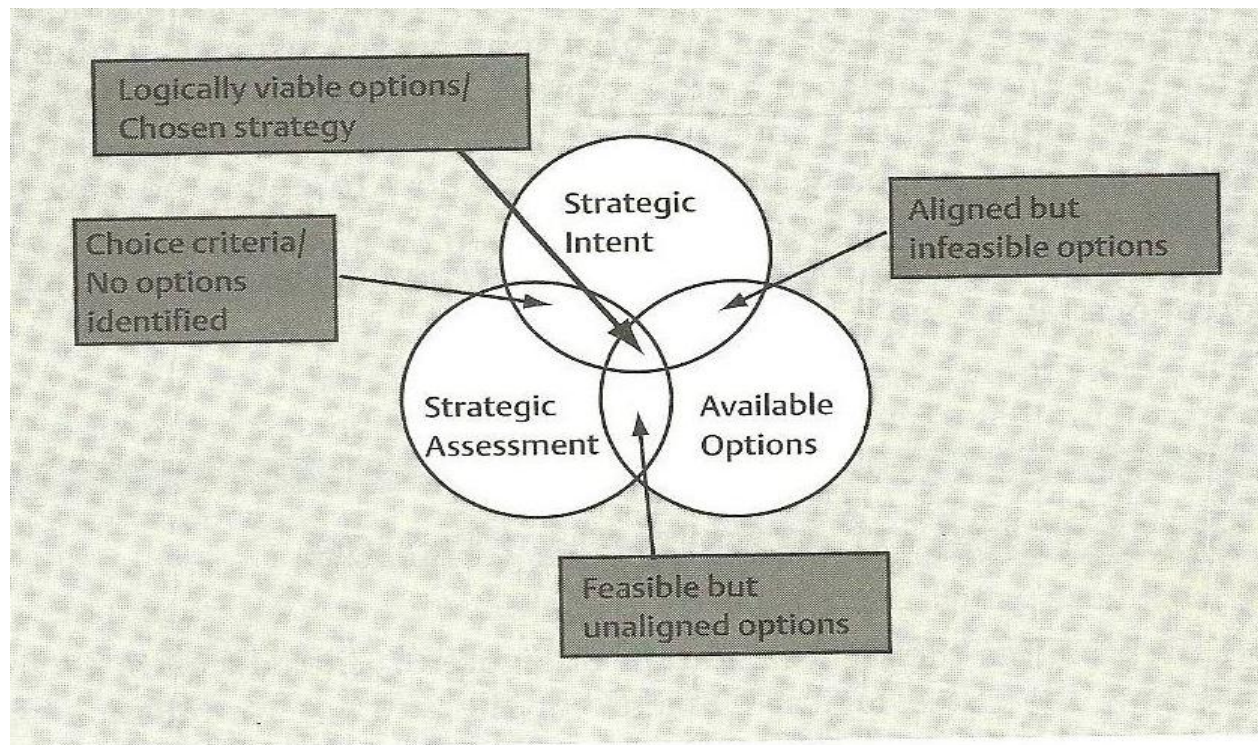 Logically viable options/
Chosen strategy
Strategic
Intent
Aligned but
infeasible options
Choice criteria/
No options
identified
Strategic
Assessment
Available
Options
Feasible but
unaligned options